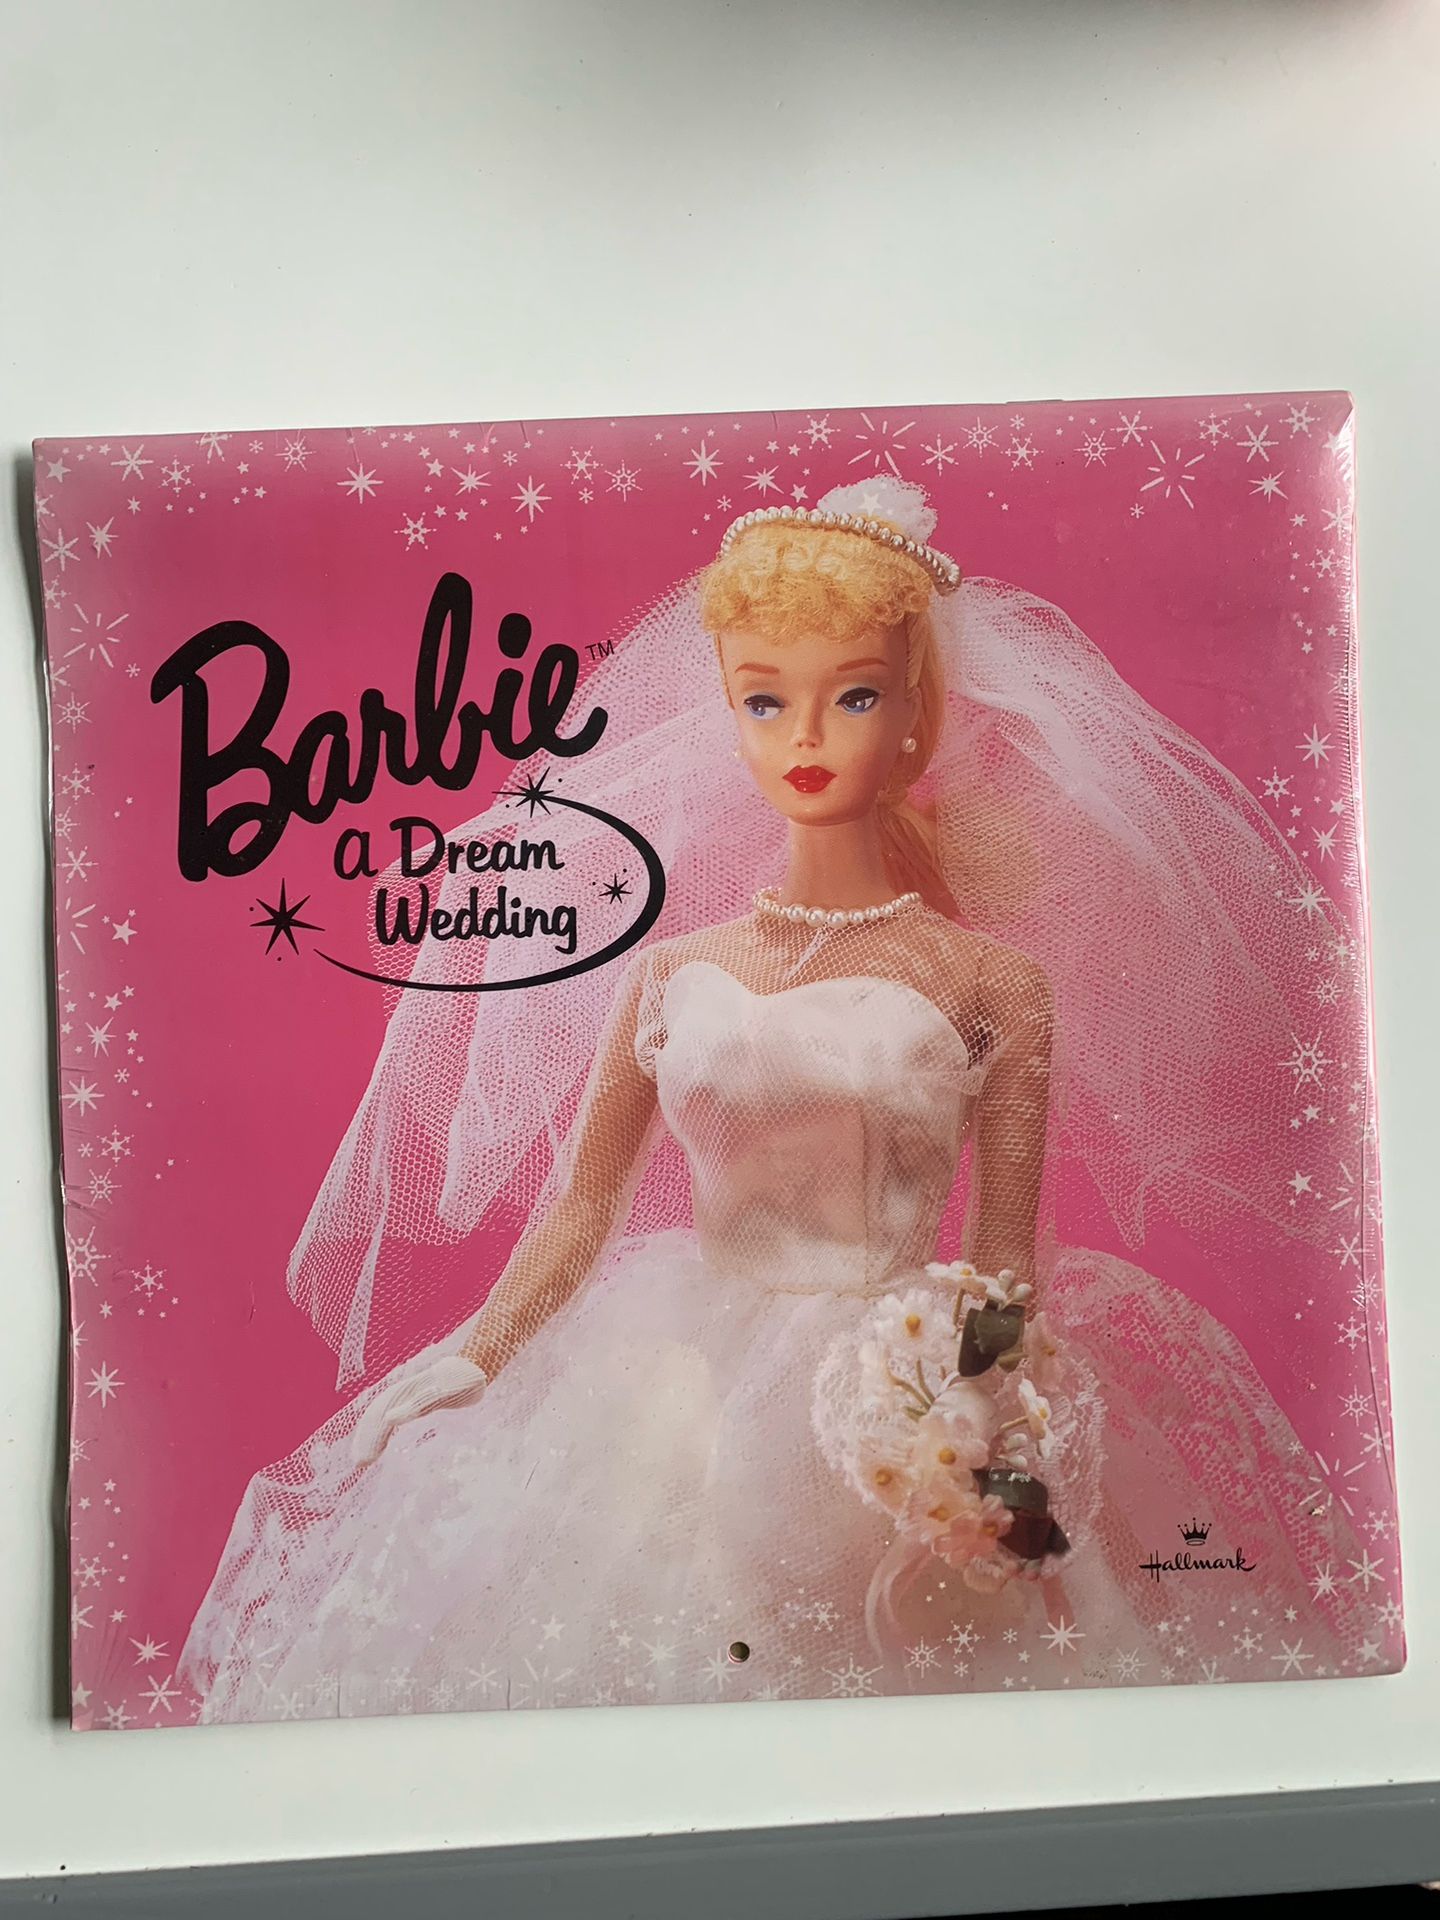 Barbie™
a Dream
Wedding
Hallmark